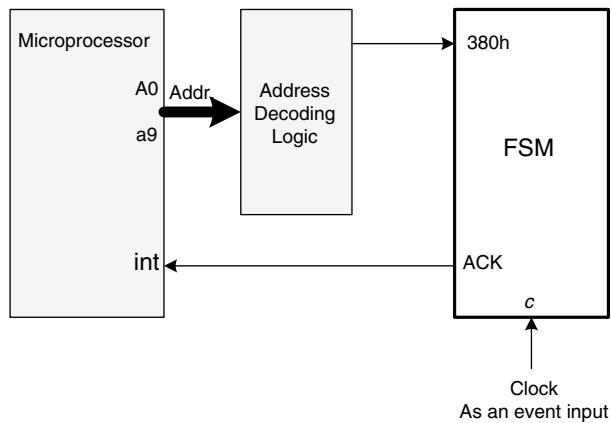 Microprocessor
A0
Addr.
a9
int
Address
Decoding
Logic
380h
FSM
ACK
c
Clock
As an event input